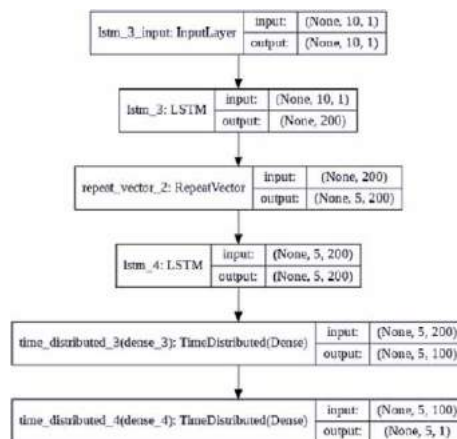 lstm_3_input: InputLayer
input: (None, 10, 1)
output: (None, 10, 1)
lstm_3: LSTM
input: (None, 10, 1)
output: (None, 200)
repeat_vector_2: RepeatVector
input: (None, 200)
output: (None, 5, 200)
lstm_4: LSTM
input: (None, 5, 200)
output: (None, 5, 200)
time_distributed_3(dense_3): TimeDistributed(Dense)
input: (None, 5, 200)
output: (None, 5, 100)
time_distributed_4(dense_4): TimeDistributed(Dense)
input: (None, 5, 100)
output: (None, 5, 1)